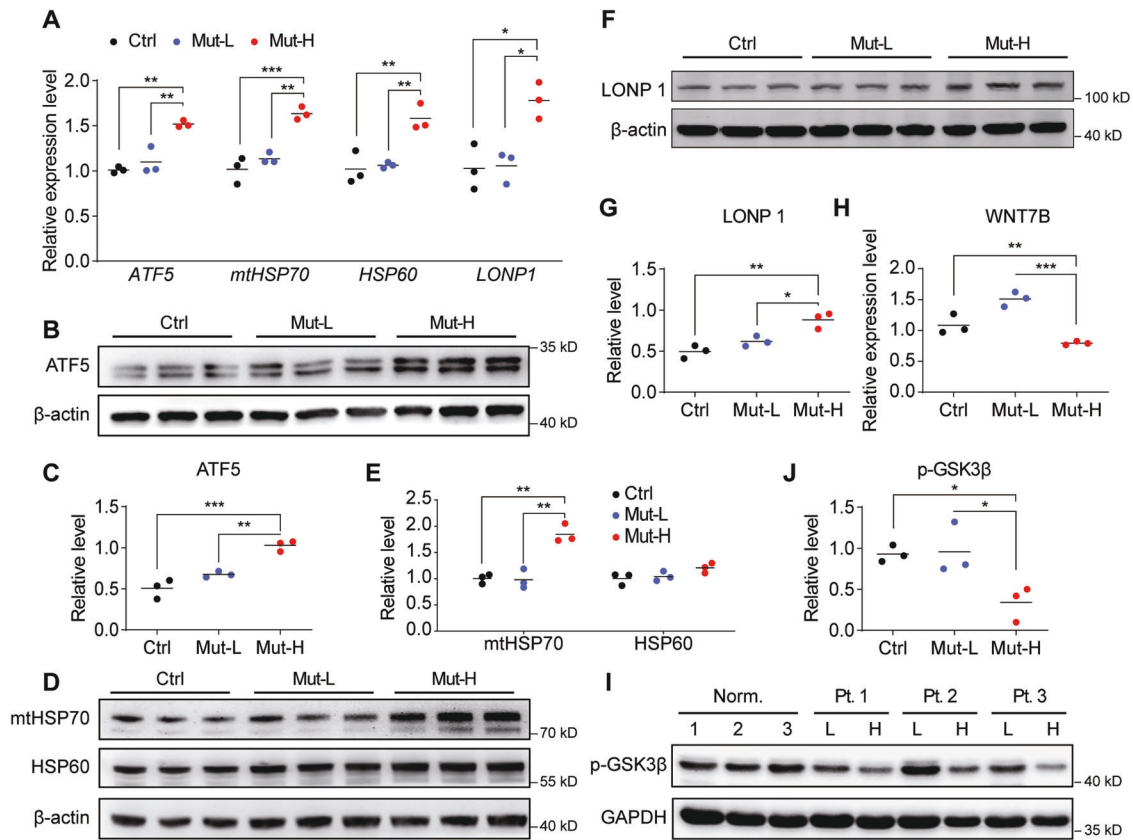 A
Ctrl Mut-L Mut-H
Relative expression level
2.0
1.5
1.0
0.5
0.0
** ** *** ** ** ** * *
ATF5 mtHSP70 HSP60 LONP1
B
Ctrl Mut-L Mut-H
ATF5
35 kD
β-actin
40 kD
C
ATF5
Relative level
1.5
1.0
0.5
0.0
*** **
Ctrl Mut-L Mut-H
D
Ctrl Mut-L Mut-H
mtHSP70
70 kD
HSP60
55 kD
β-actin
40 kD
E
Relative level
2.5
2.0
1.5
1.0
0.5
0.0
** **
Ctrl
Mut-L
Mut-H
mtHSP70 HSP60
F
Ctrl Mut-L Mut-H
LONP 1
100 kD
β-actin
40 kD
G
LONP 1
Relative level
1.5
1.0
0.5
0.0
** *
Ctrl Mut-L Mut-H
H
WNT7B
Relative expression level
2.0
1.5
1.0
0.5
0.0
** ***
Ctrl Mut-L Mut-H
J
p-GSK3β
Relative level
1.5
1.0
0.5
0.0
* *
Ctrl Mut-L Mut-H
I
Norm. Pt. 1 Pt. 2 Pt. 3
1 2 3 L H L H L H
p-GSK3β
40 kD
GAPDH
35 kD